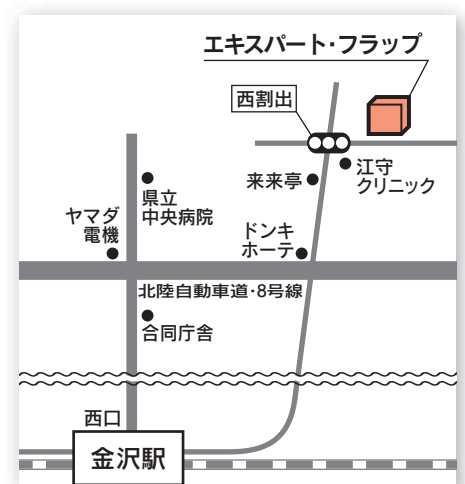 エキスパート・フラップ
西割出
江守
クリニック
来来亭
県立
中央病院
ヤマダ
電機
ドンキ
ホーテ
北陸自動車道・8号線
合同庁舎
西口
金沢駅